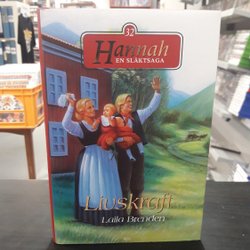 32
Hannah
EN SLÄKTSAGA
Livskraft
Laila Brenden